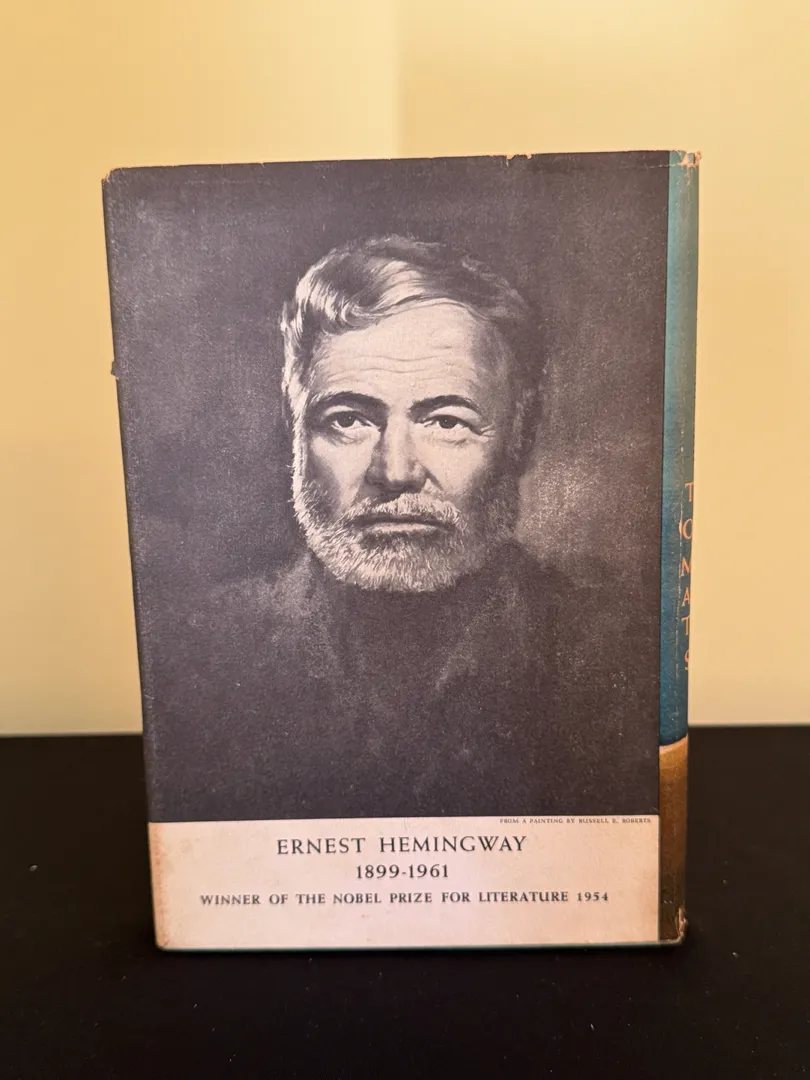 FROM A PAINTING BY RUSSELL E. ROBERTS
ERNEST HEMINGWAY
1899-1961
WINNER OF THE NOBEL PRIZE FOR LITERATURE 1954